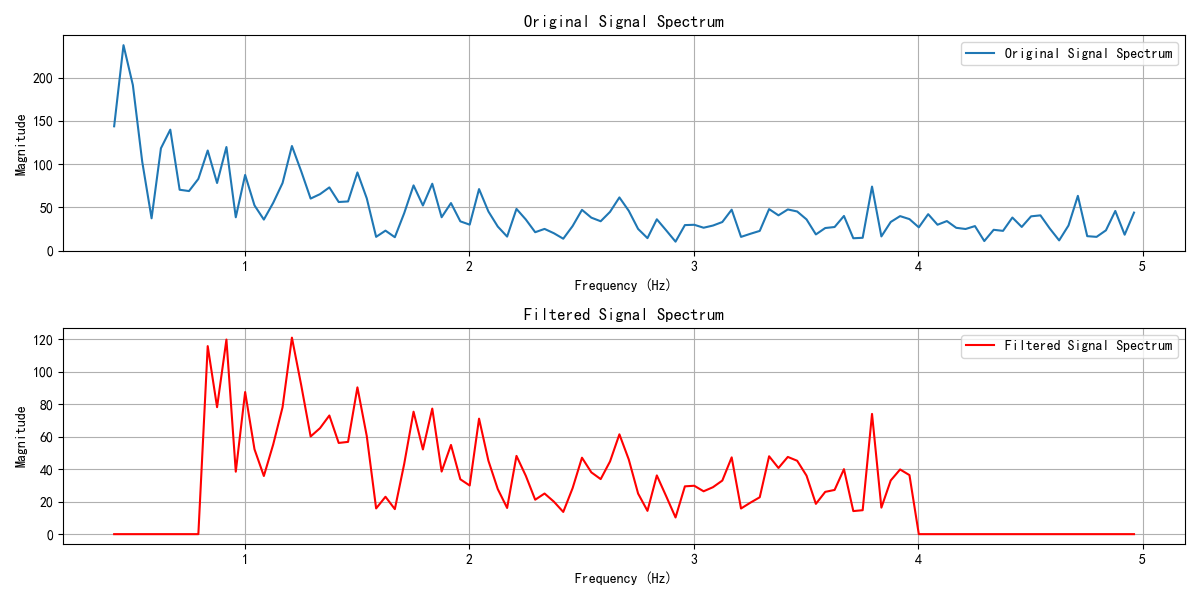 Original Signal Spectrum
Original Signal Spectrum
200
150
100
50
0
Magnitude
1 2 3 4 5
Frequency (Hz)
Filtered Signal Spectrum
Filtered Signal Spectrum
120
100
80
60
40
20
0
Magnitude
1 2 3 4 5
Frequency (Hz)